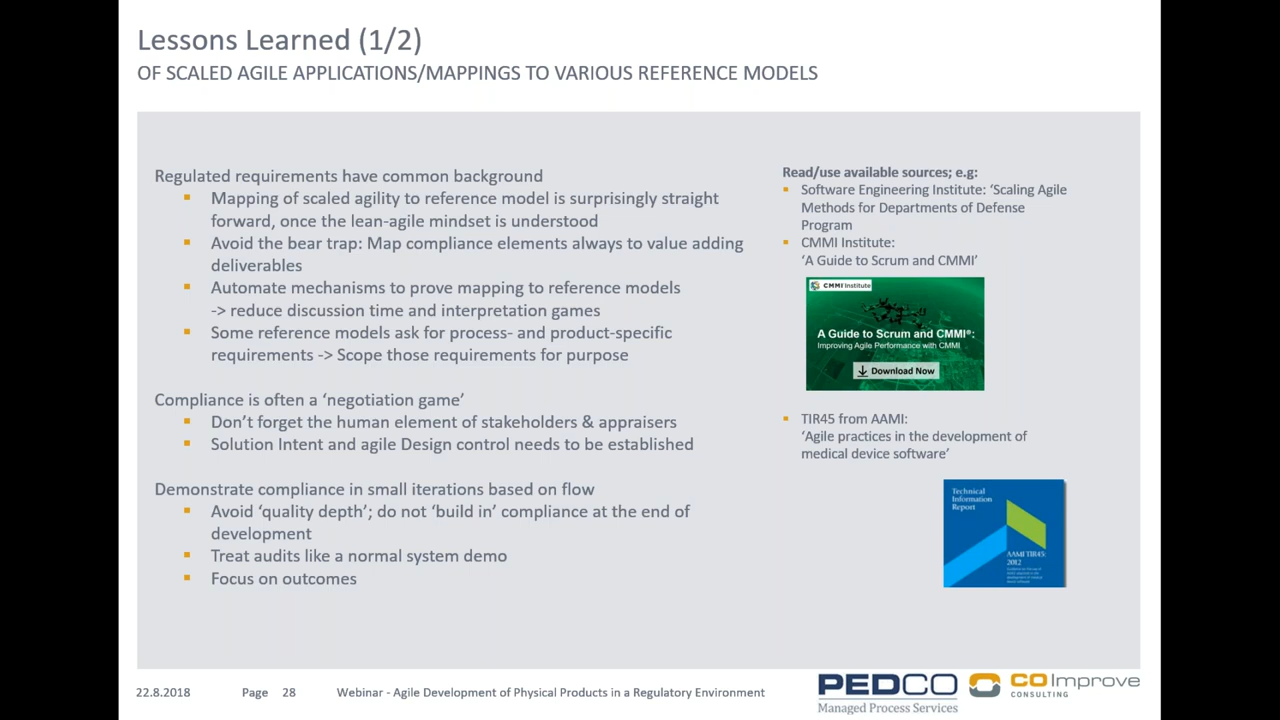 Lessons Learned (1/2)
OF SCALED AGILE APPLICATIONS/MAPPINGS TO VARIOUS REFERENCE MODELS
Regulated requirements have common background
Mapping of scaled agility to reference model is surprisingly straight
forward, once the lean-agile mindset is understood
Avoid the bear trap: Map compliance elements always to value adding
deliverables
Automate mechanisms to prove mapping to reference models
-> reduce discussion time and interpretation games
Some reference models ask for process- and product-specific
requirements -> Scope those requirements for purpose
Compliance is often a ‘negotiation game’
Don’t forget the human element of stakeholders & appraisers
Solution Intent and agile Design control needs to be established
Demonstrate compliance in small iterations based on flow
Avoid ‘quality depth’; do not ‘build in’ compliance at the end of
development
Treat audits like a normal system demo
Focus on outcomes
Read/use available sources; e.g:
Software Engineering Institute: ‘Scaling Agile
Methods for Departments of Defense
Program
CMMI Institute:
‘A Guide to Scrum and CMMI’
CMMI Institute
A Guide to Scrum and CMMI®:
Improving Agile Performance with CMMI
Download Now
TIR45 from AAMI:
‘Agile practices in the development of
medical device software’
Technical
Information
Report
AAMI TIR45:
2012
22.8.2018 Page 28 Webinar - Agile Development of Physical Products in a Regulatory Environment
PEDCO
Managed Process Services
COImprove
CONSULTING